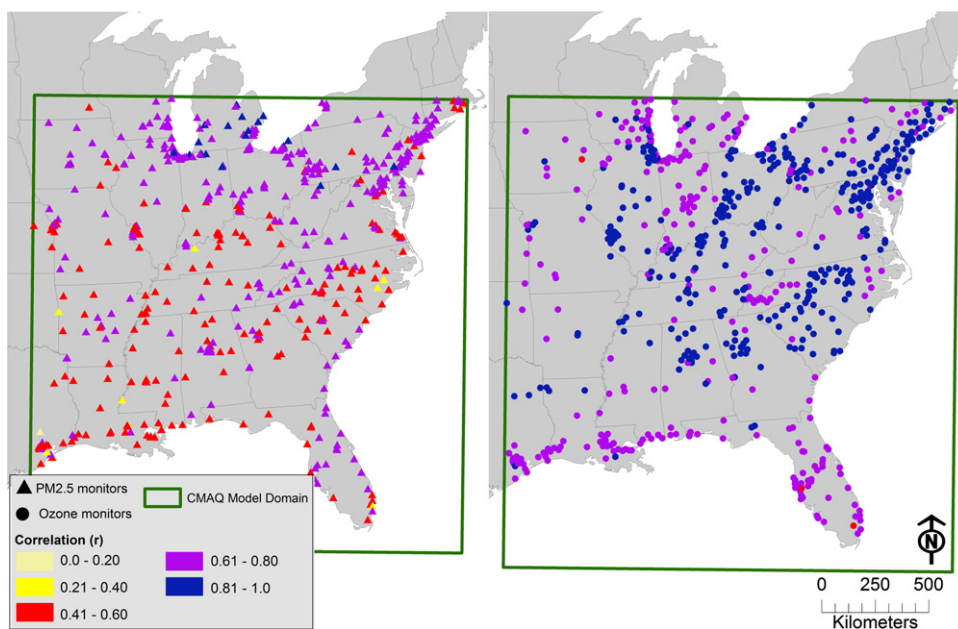 PM2.5 monitors
Ozone monitors
CMAQ Model Domain
Correlation (r)
0.0 - 0.20
0.21 - 0.40
0.41 - 0.60
0.61 - 0.80
0.81 - 1.0
N
0 250 500
Kilometers